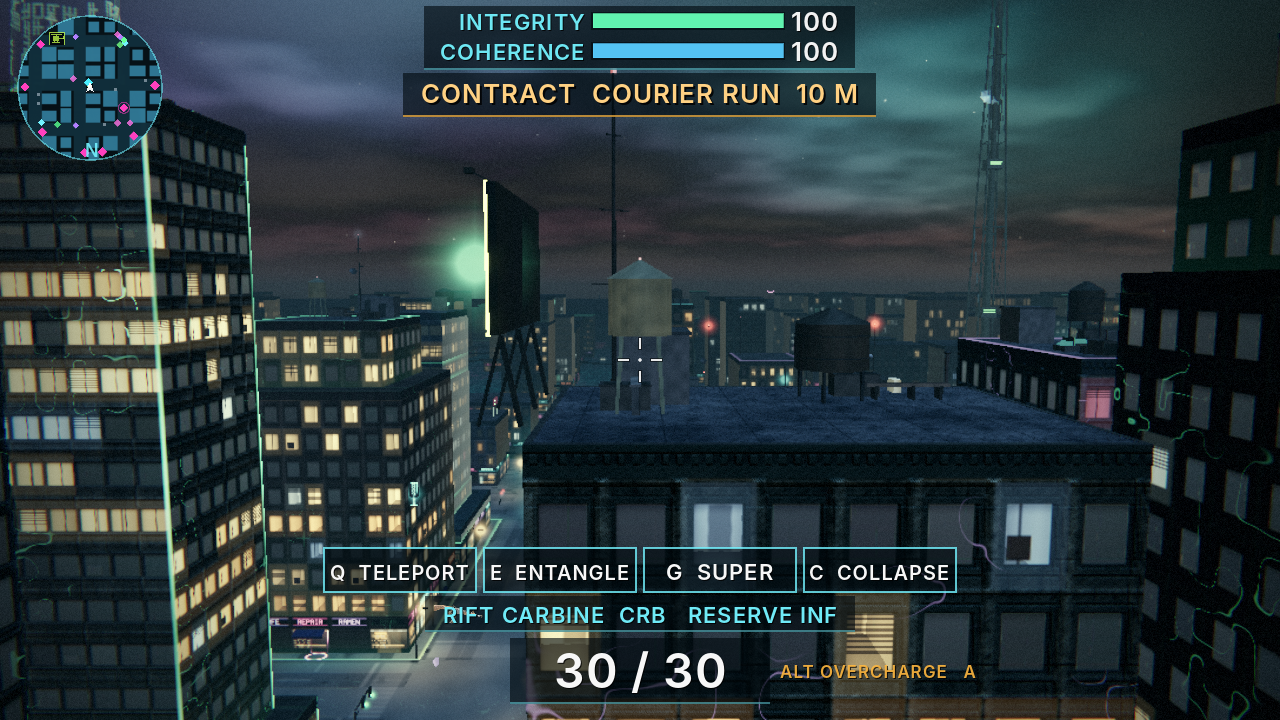 INTEGRITY 100
COHERENCE 100
CONTRACT COURIER RUN 10 M
N
Q TELEPORT
E ENTANGLE
G SUPER
C COLLAPSE
RIFT CARBINE CRB RESERVE INF
REPAIR RAMEN
30 / 30
ALT OVERCHARGE A